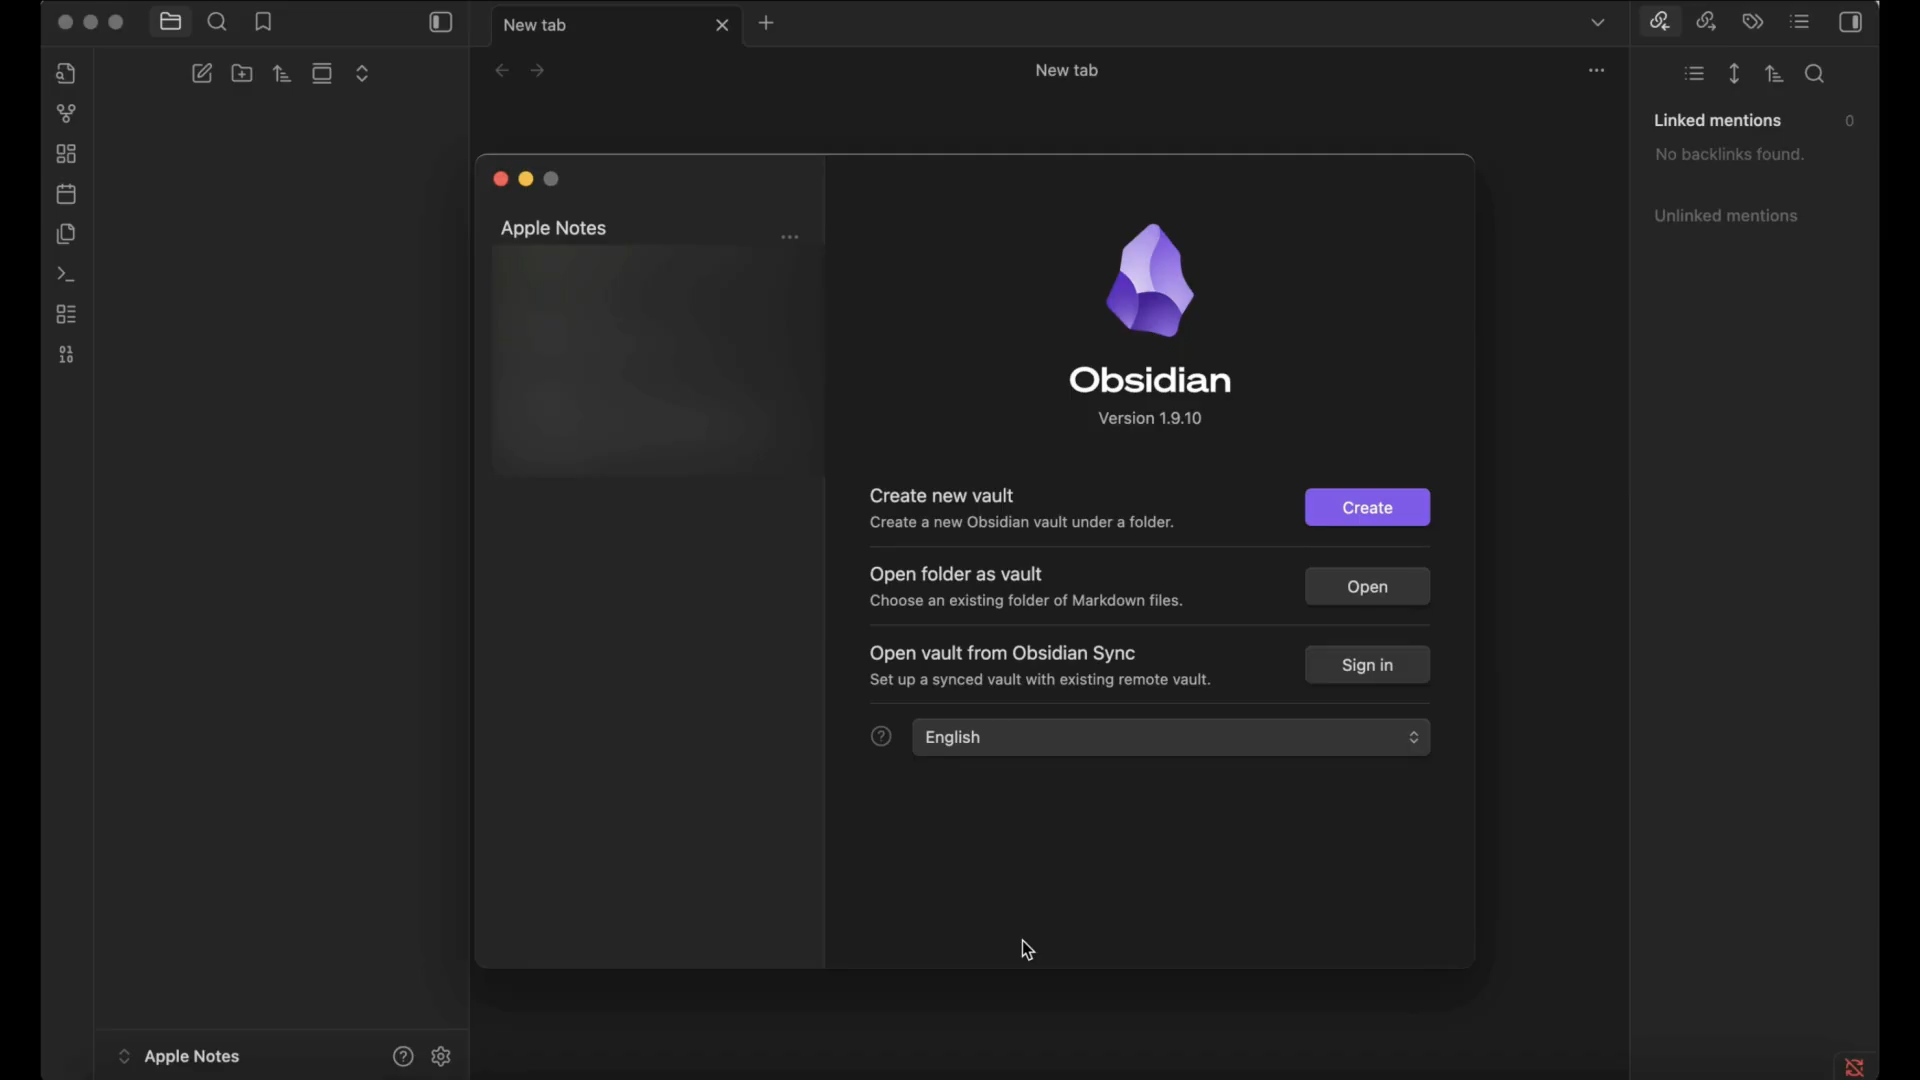 New tab
New tab
Linked mentions 0
No backlinks found.
Unlinked mentions
Apple Notes
Obsidian
Version 1.9.10
Create new vault
Create a new Obsidian vault under a folder.
Create
Open folder as vault
Choose an existing folder of Markdown files.
Open
Open vault from Obsidian Sync
Set up a synced vault with existing remote vault.
Sign in
English
Apple Notes